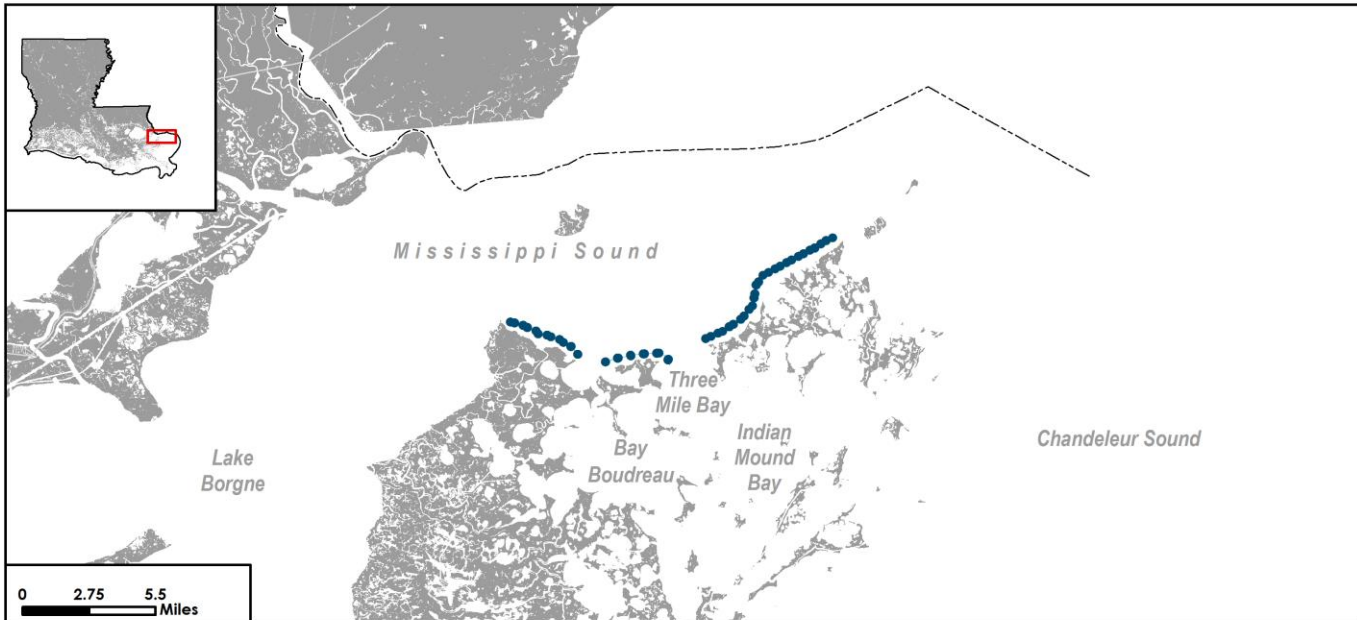 Mississippi Sound
Three
Mile Bay
Bay
Boudreau
Indian
Mound
Bay
Chandeleur Sound
Lake
Borgne
0 2.75 5.5
Miles